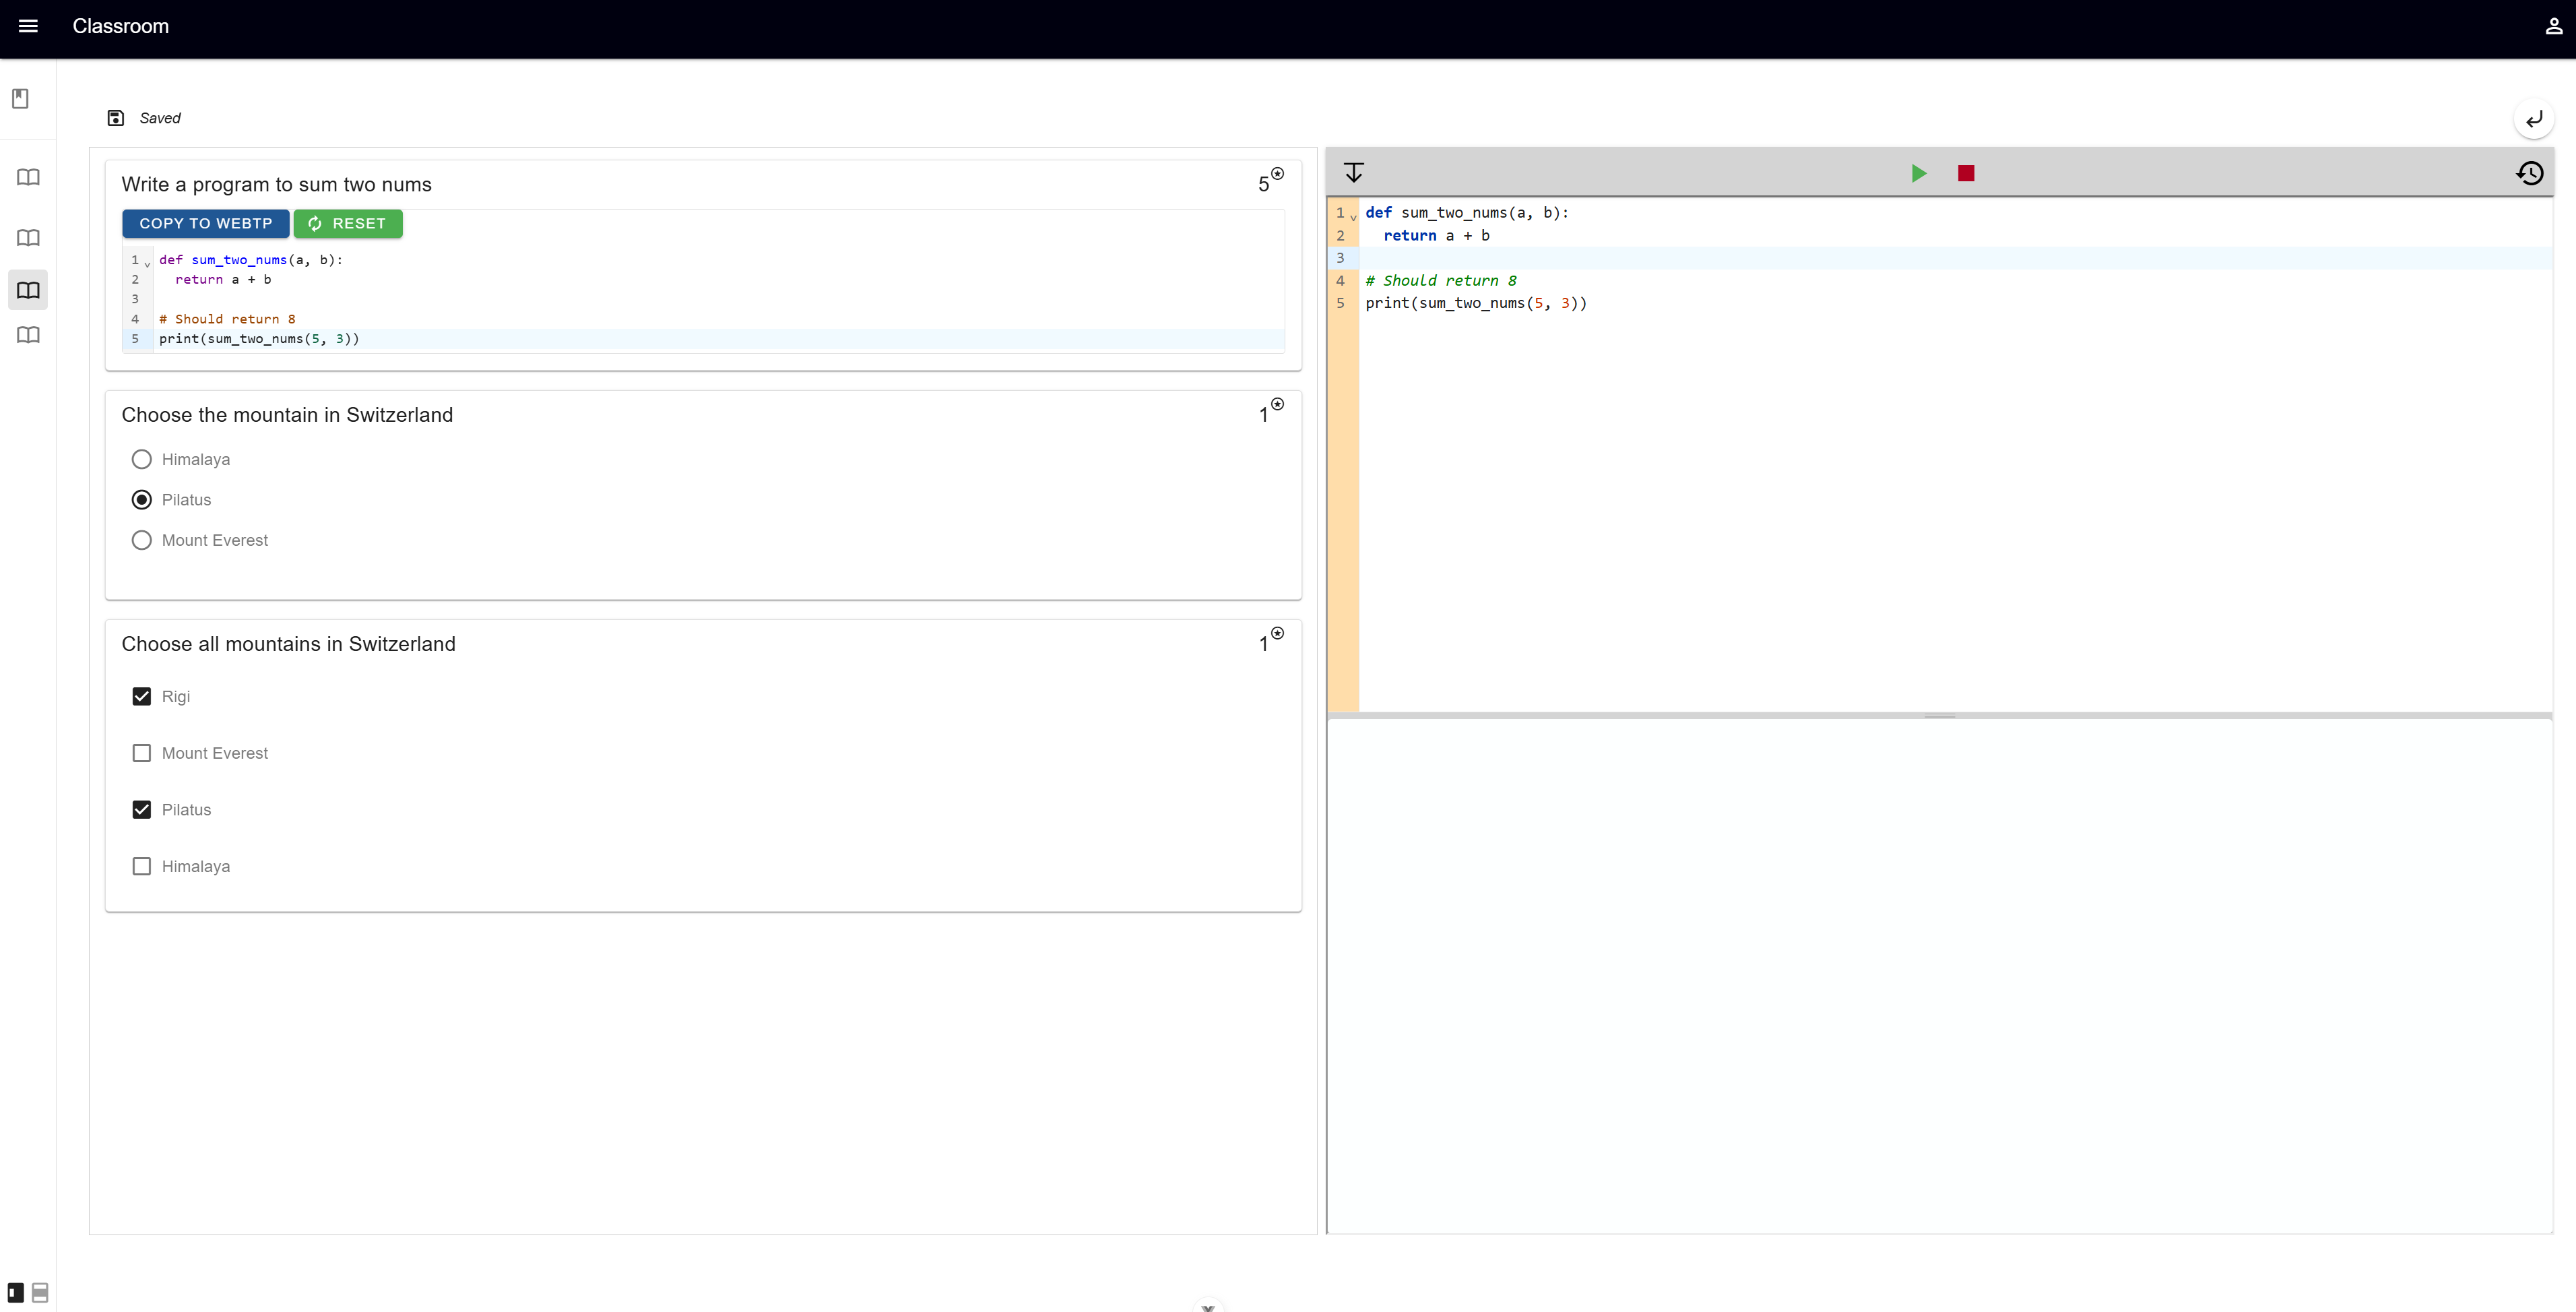 Classroom
Saved
Write a program to sum two nums
5
COPY TO WEBTP
RESET
1 def sum_two_nums(a, b):
2   return a + b
3
4 # Should return 8
5 print(sum_two_nums(5, 3))
Choose the mountain in Switzerland
1
Himalaya
Pilatus
Mount Everest
Choose all mountains in Switzerland
1
Rigi
Mount Everest
Pilatus
Himalaya
1 def sum_two_nums(a, b):
2   return a + b
3
4 # Should return 8
5 print(sum_two_nums(5, 3))